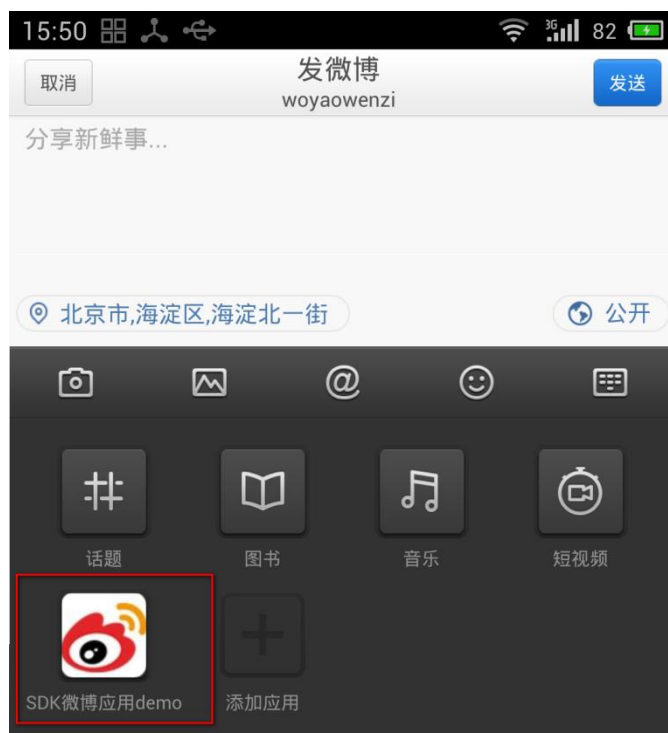 15:50 3G 82
取消 发微博 发送
woyaowenzi
分享新鲜事...
北京市,海淀区,海淀北一街 公开
话题 图书 音乐 短视频
SDK微博应用demo 添加应用